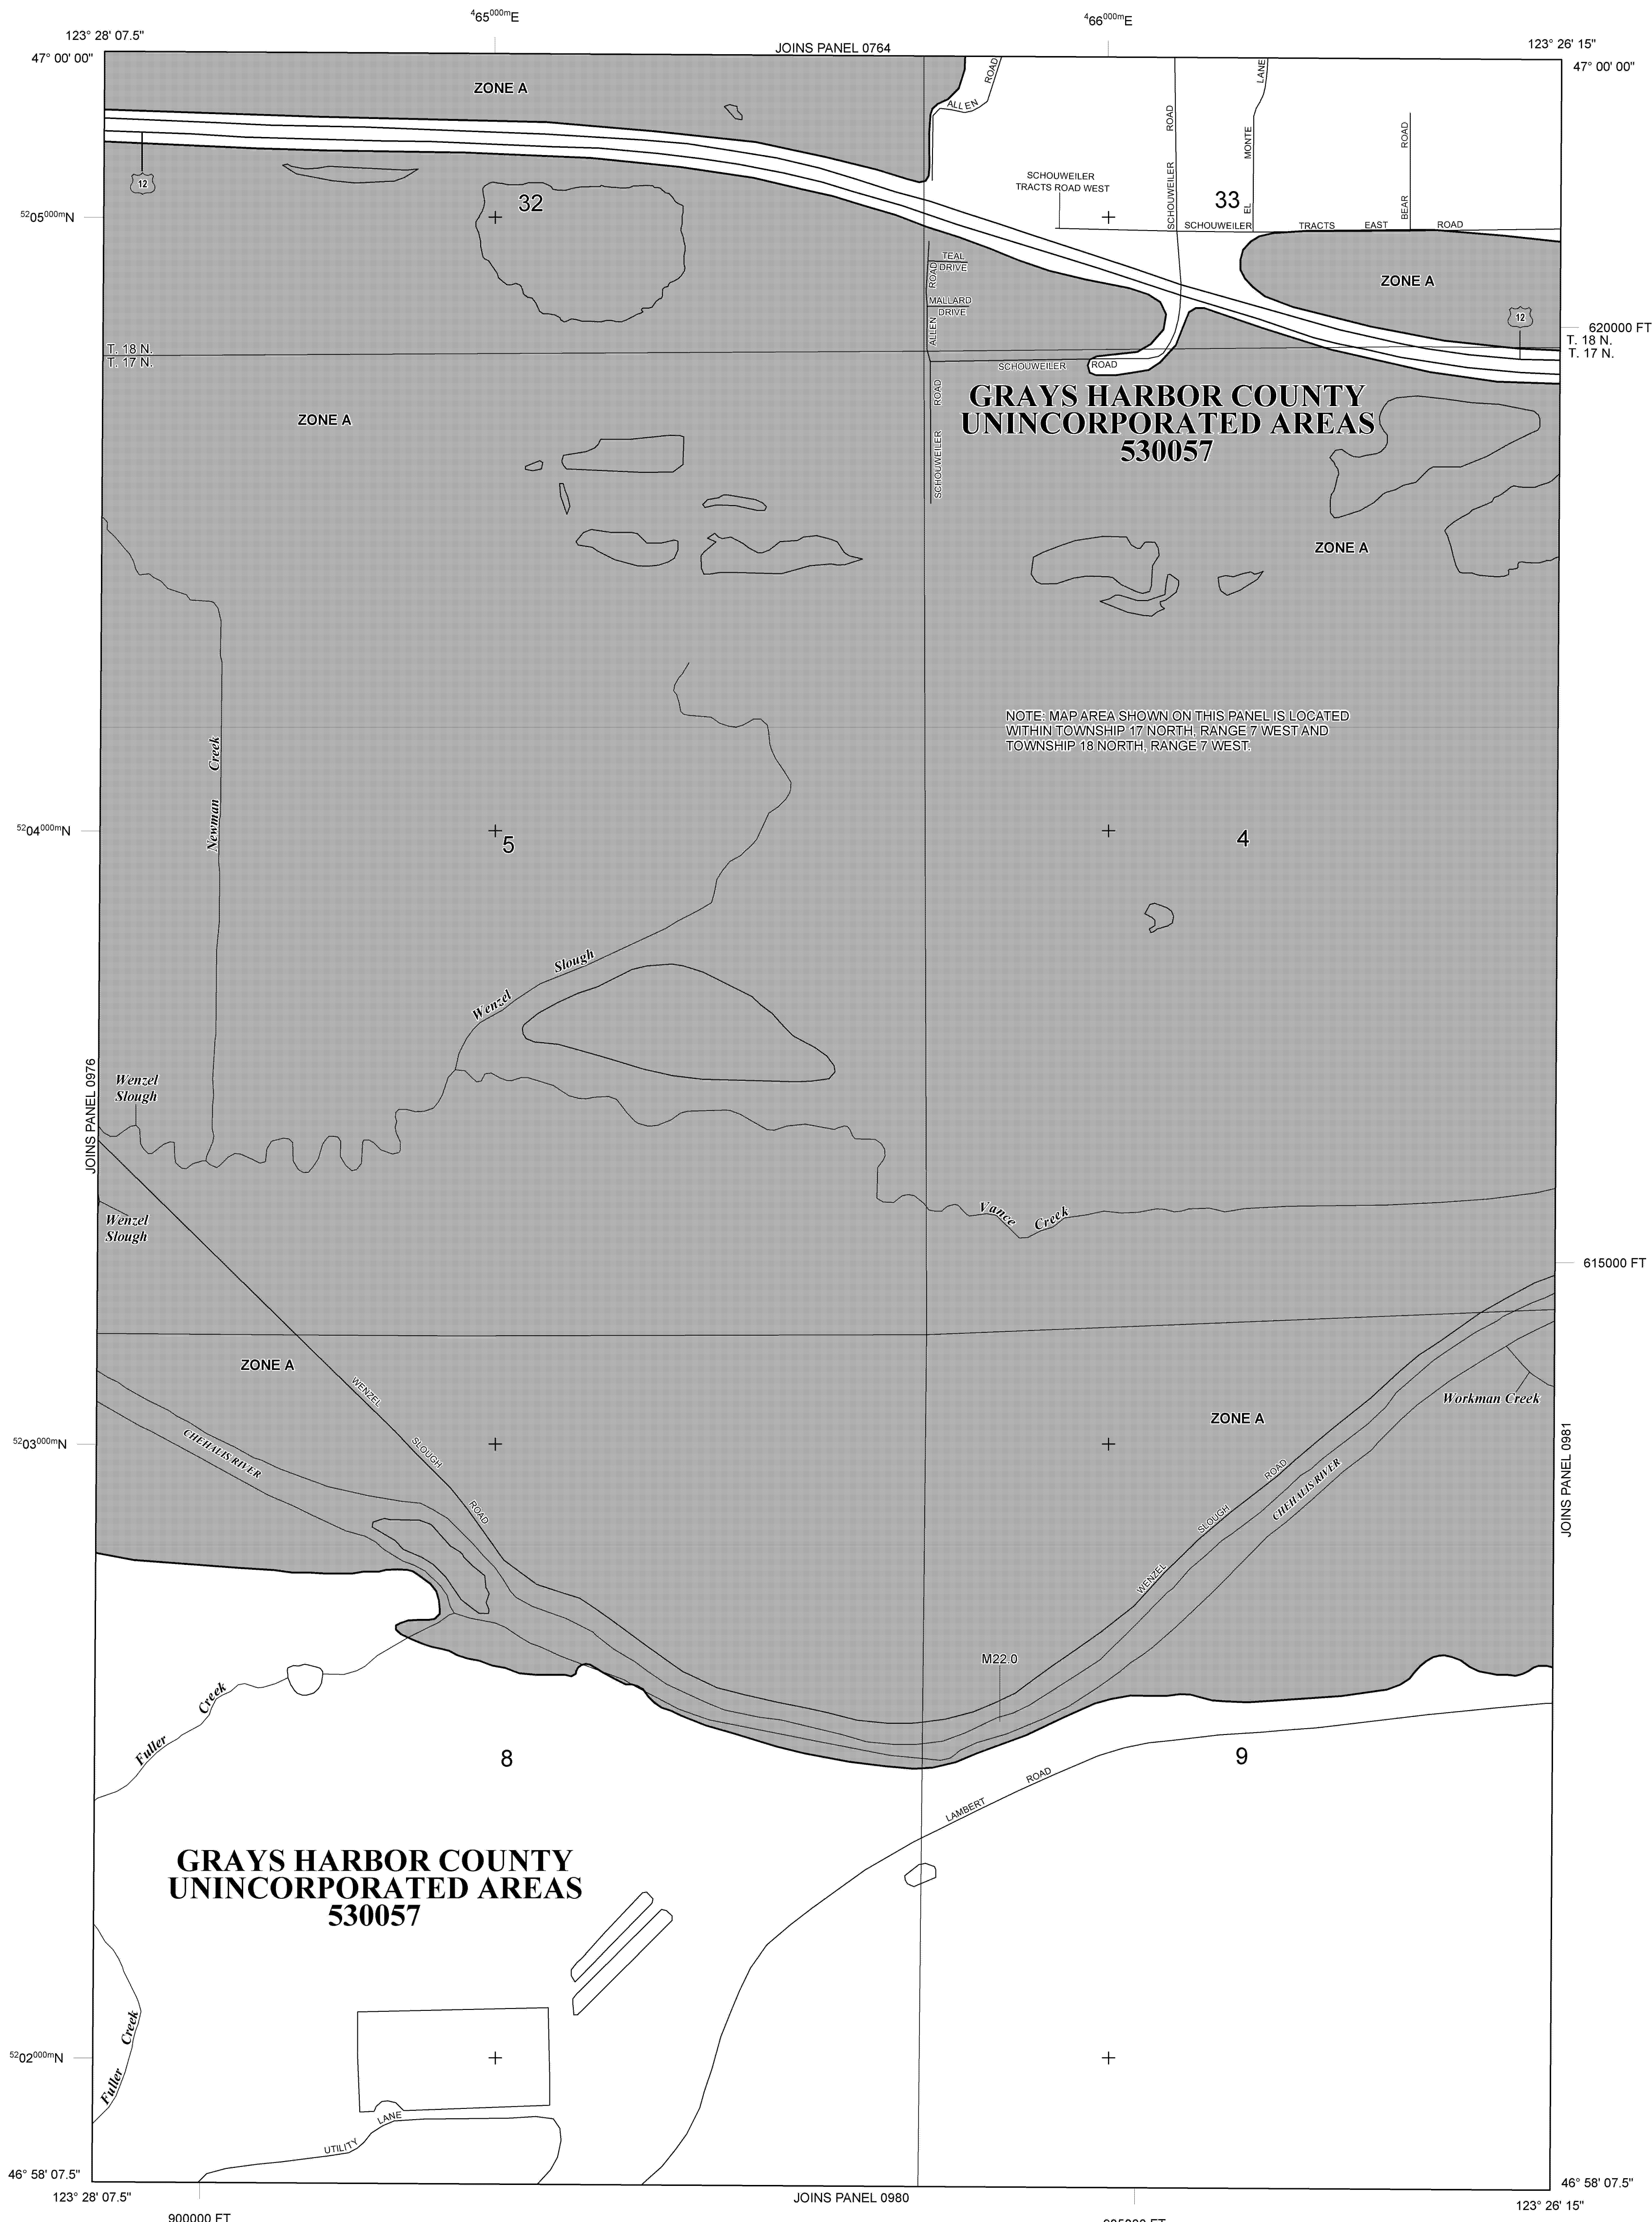 465000mE
466000mE
123° 28' 07.5"
JOINS PANEL 0764
123° 26' 15"
47° 00' 00"
47° 00' 00"
ZONE A
ALLEN ROAD
SCHOUWEILER ROAD
EL MONTE LANE
BEAR ROAD
12
SCHOUWEILER
TRACTS ROAD WEST
32
33
5205000mN
SCHOUWEILER TRACTS EAST ROAD
TEAL
DRIVE
ALLEN ROAD
MALLARD
DRIVE
ZONE A
12
620000 FT
T. 18 N.
T. 17 N.
T. 18 N.
T. 17 N.
SCHOUWEILER ROAD
SCHOUWEILER ROAD
GRAYS HARBOR COUNTY
UNINCORPORATED AREAS
530057
ZONE A
ZONE A
NOTE: MAP AREA SHOWN ON THIS PANEL IS LOCATED
WITHIN TOWNSHIP 17 NORTH, RANGE 7 WEST AND
TOWNSHIP 18 NORTH, RANGE 7 WEST.
Newman Creek
5204000mN
5
4
Wenzel Slough
JOINS PANEL 0976
Wenzel
Slough
Wenzel
Slough
Vance Creek
615000 FT
ZONE A
WENZEL SLOUGH ROAD
CHEHALIS RIVER
Workman Creek
ZONE A
5203000mN
JOINS PANEL 0981
WENZEL SLOUGH ROAD
CHEHALIS RIVER
M22.0
Fuller Creek
8
9
LAMBERT ROAD
GRAYS HARBOR COUNTY
UNINCORPORATED AREAS
530057
Fuller Creek
5202000mN
UTILITY LANE
46° 58' 07.5"
46° 58' 07.5"
123° 28' 07.5"
JOINS PANEL 0980
123° 26' 15"
900000 FT